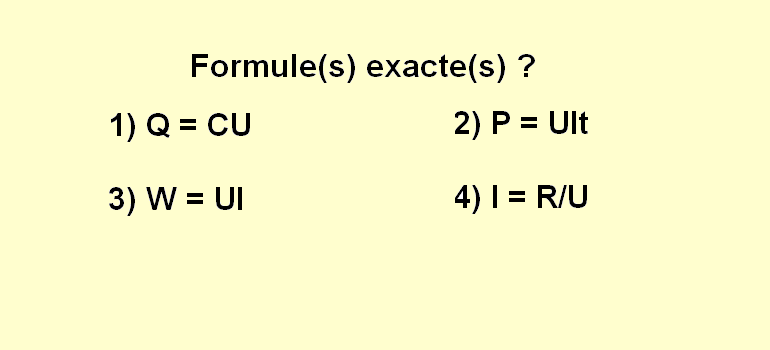 Formule(s) exacte(s) ?
1) Q = CU 2) P = UIt
3) W = UI 4) I = R/U